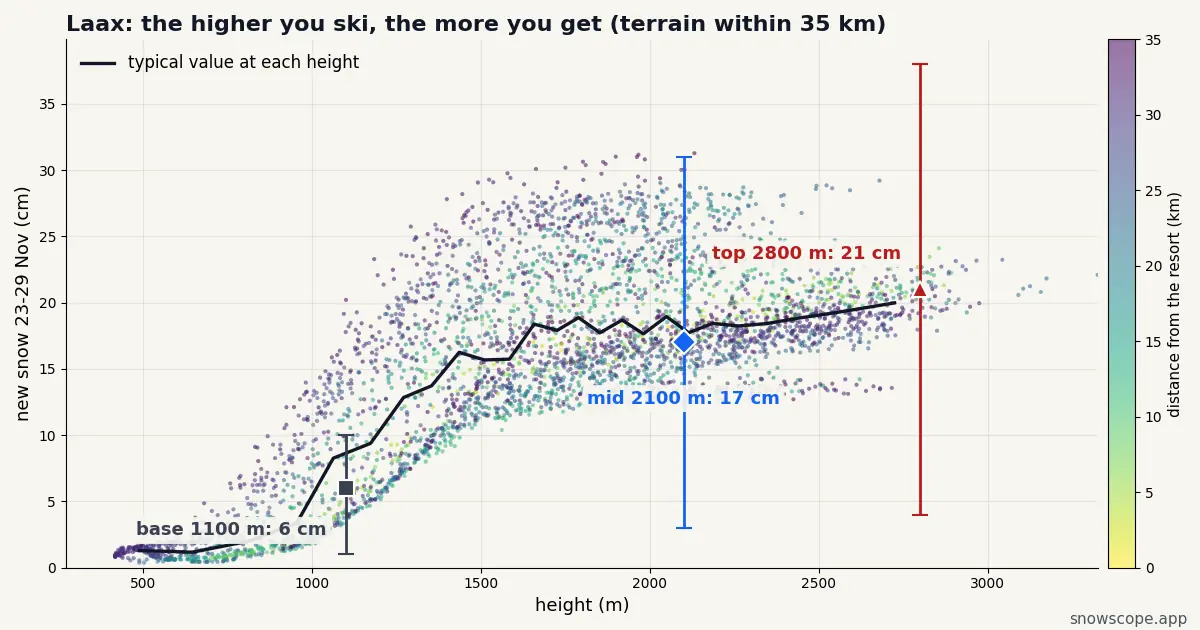 Laax: the higher you ski, the more you get (terrain within 35 km)
typical value at each height
new snow 23-29 Nov (cm)
35
30
25
20
15
10
5
0
top 2800 m: 21 cm
mid 2100 m: 17 cm
base 1100 m: 6 cm
500
1000
1500
2000
2500
3000
height (m)
35
30
25
20
15
10
5
0
distance from the resort (km)
snowscope.app